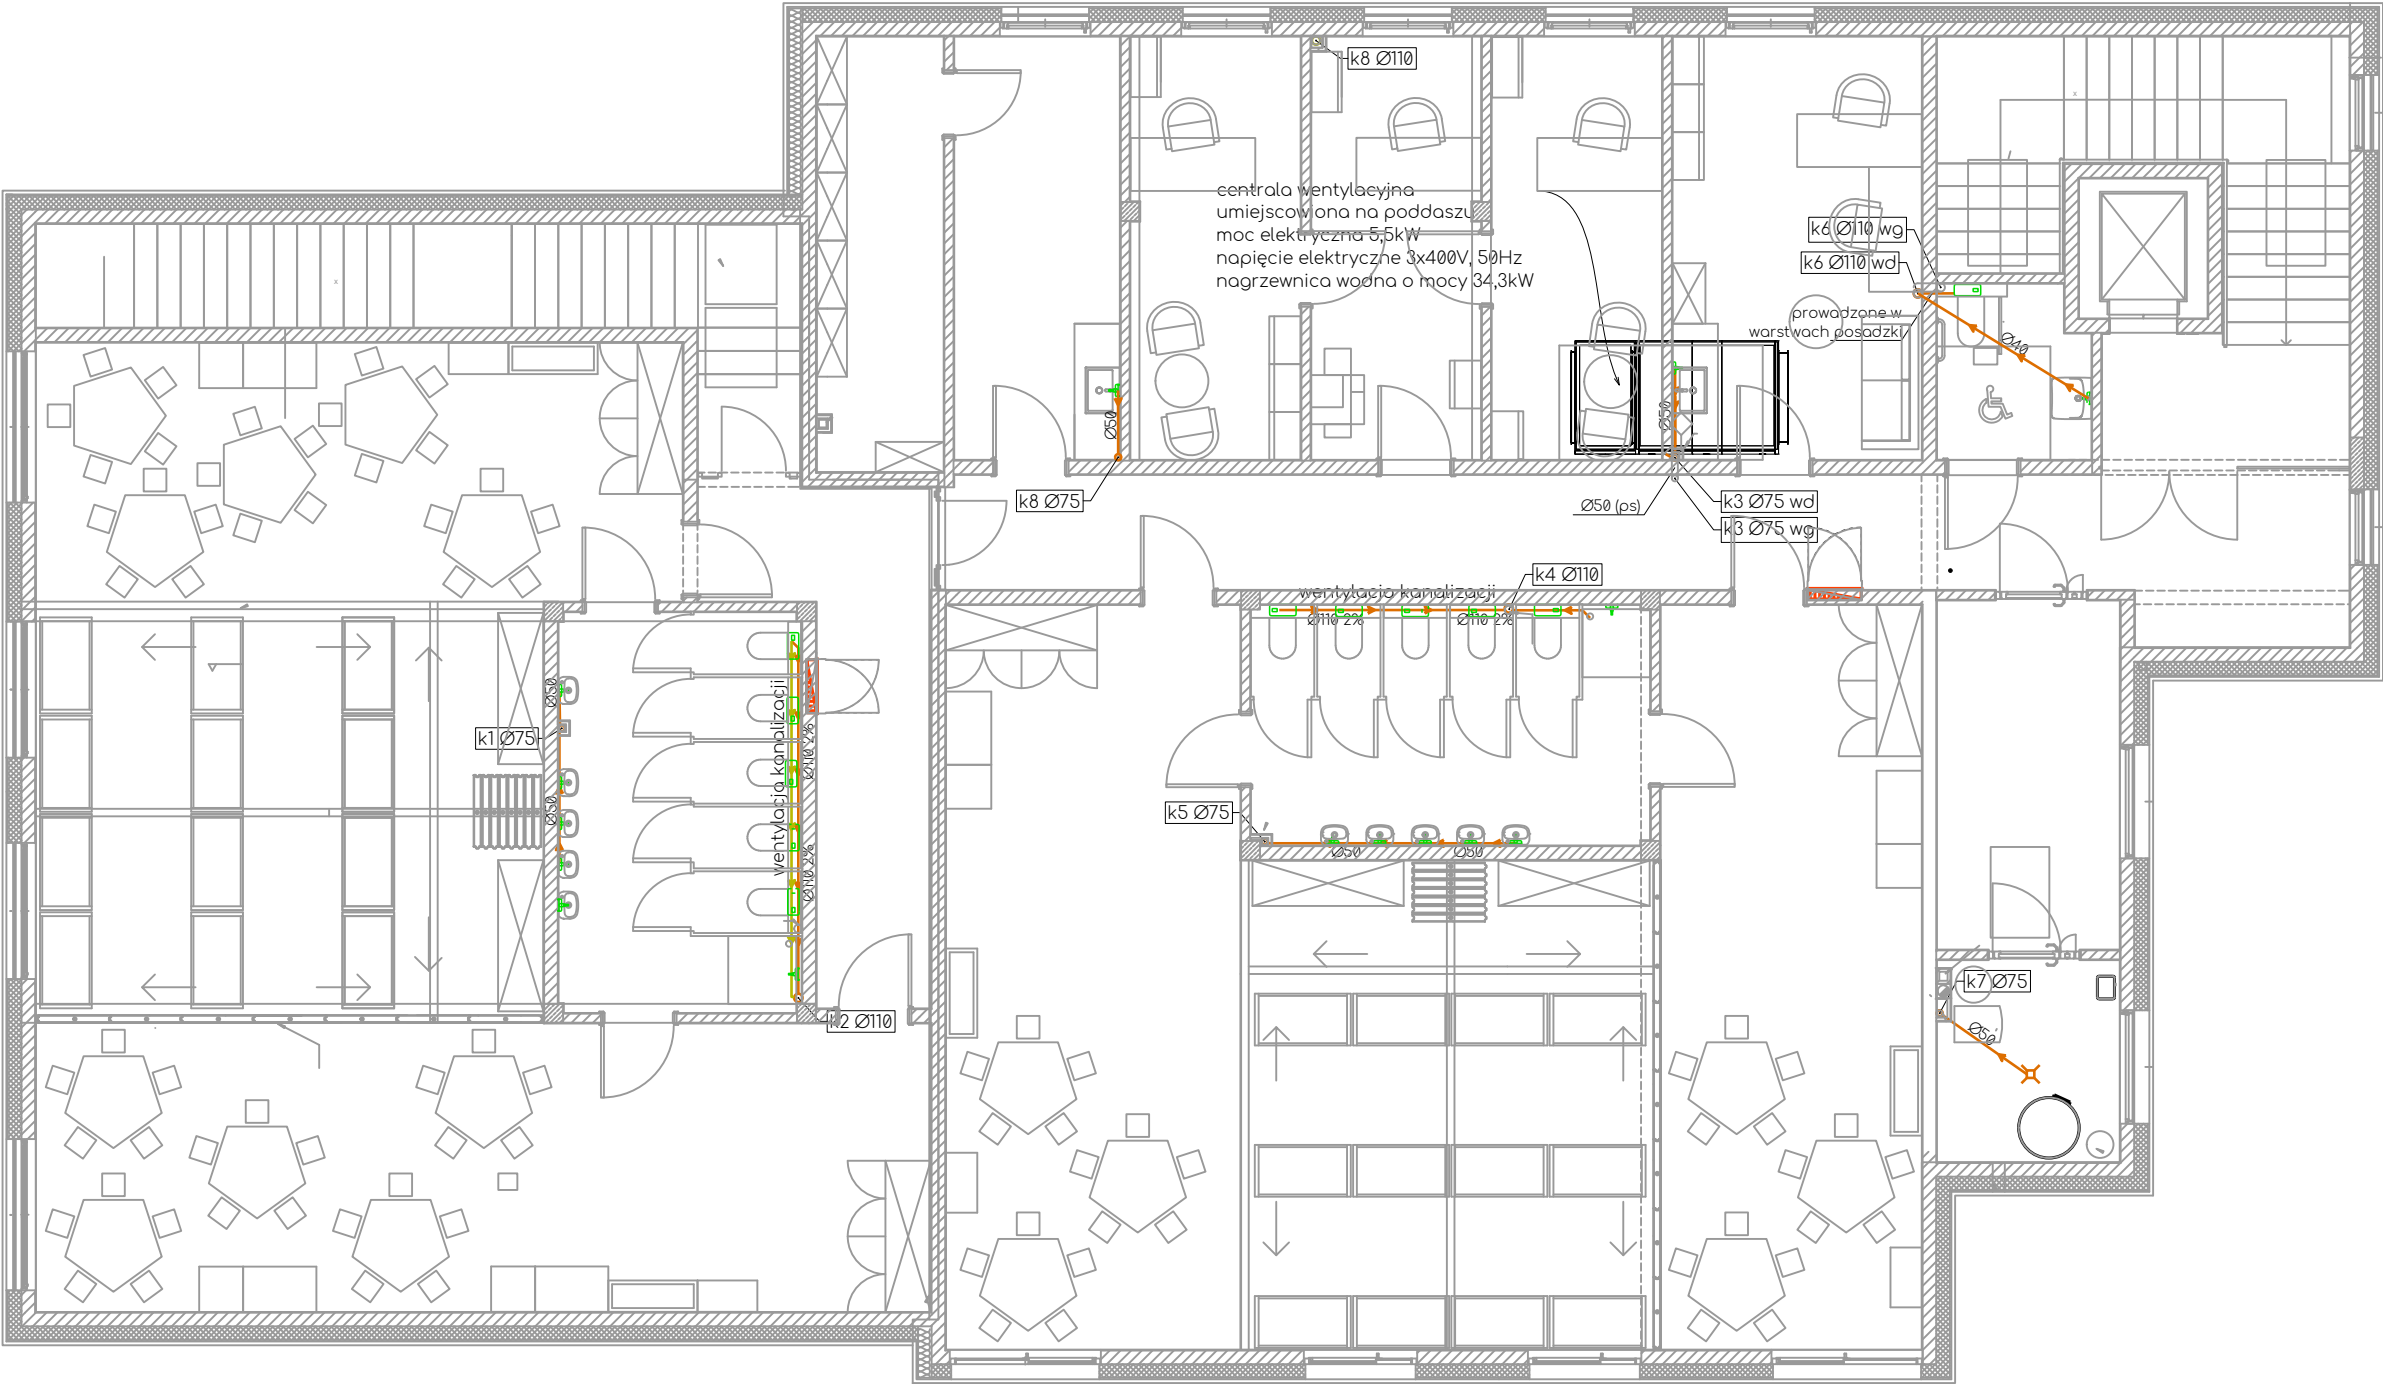 k8 Ø110
centrala wentylacyjna
umiejscowiona na poddaszu
moc elektryczna 5,5kW
napięcie elektryczne 3x400V, 50Hz
nagrzewnica wodna o mocy 34,3kW
k6 Ø110 wg
k6 Ø110 wd
prowadzone w
warstwach posadzki
Ø40
Ø50
k8 Ø75
Ø50
Ø50 (ps)
k3 Ø75 wd
k3 Ø75 wg
k4 Ø110
wentylacja kanalizacji
Ø110 2%
Ø110 2%
Ø50
k1 Ø75
Ø50
wentylacja kanalizacji
Ø110 2%
Ø110 2%
k2 Ø110
k5 Ø75
Ø50
Ø50
k7 Ø75
Ø50